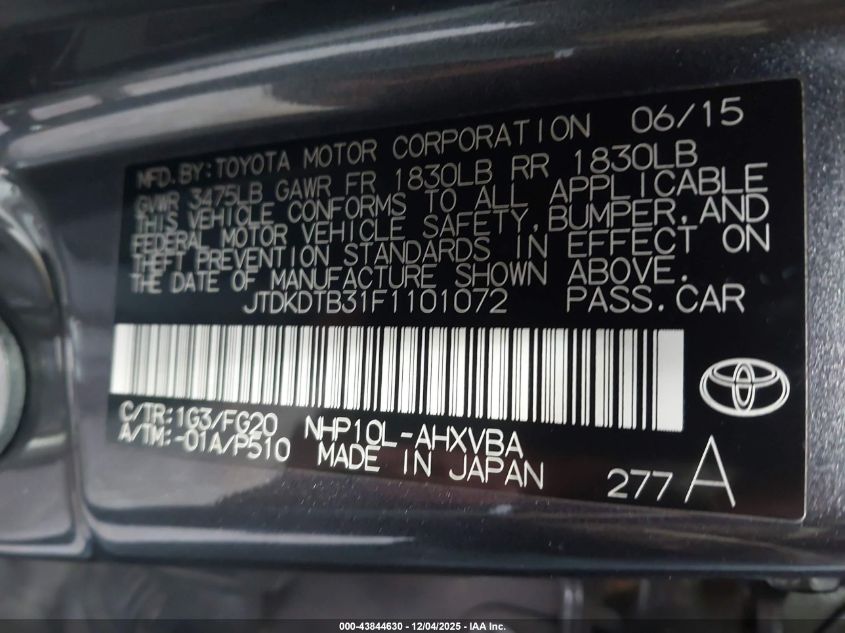 MFD. BY: TOYOTA MOTOR CORPORATION 06/15
GVWR 3475LB GAWR FR 1830LB RR 1830LB
THIS VEHICLE CONFORMS TO ALL APPLICABLE
FEDERAL MOTOR VEHICLE SAFETY, BUMPER, AND
THEFT PREVENTION STANDARDS IN EFFECT ON
THE DATE OF MANUFACTURE SHOWN ABOVE.
JTDKDTB31F1101072 PASS. CAR
C/TR: 1G3/FG20 NHP10L-AHXVBA
A/TM: -01A/P510 MADE IN JAPAN
277 A
000-43844630 - 12/04/2025 - IAA Inc.